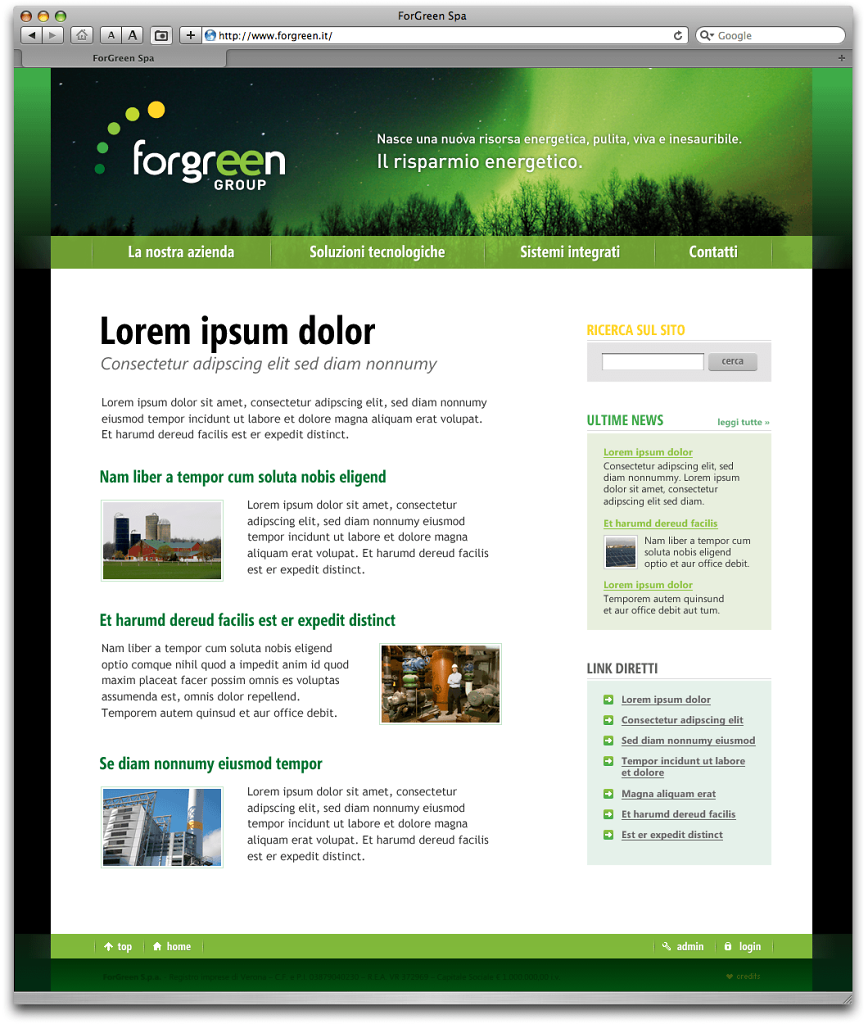 ForGreen Spa
A A
http://www.forgreen.it/
Google
ForGreen Spa
forgreen
GROUP
Nasce una nuova risorsa energetica, pulita, viva e inesauribile.
Il risparmio energetico.
La nostra azienda
Soluzioni tecnologiche
Sistemi integrati
Contatti
Lorem ipsum dolor
Consectetur adipscing elit sed diam nonnumy
Lorem ipsum dolor sit amet, consectetur adipscing elit, sed diam nonnumy
eiusmod tempor incidunt ut labore et dolore magna aliquam erat volupat.
Et harumd dereud facilis est er expedit distinct.
Nam liber a tempor cum soluta nobis eligend
Lorem ipsum dolor sit amet, consectetur
adipscing elit, sed diam nonnumy eiusmod
tempor incidunt ut labore et dolore magna
aliquam erat volupat. Et harumd dereud facilis
est er expedit distinct.
Et harumd dereud facilis est er expedit distinct
Nam liber a tempor cum soluta nobis eligend
optio comque nihil quod a impedit anim id quod
maxim placeat facer possim omnis es voluptas
assumenda est, omnis dolor repellend.
Temporem autem quinsud et aur office debit.
Se diam nonnumy eiusmod tempor
Lorem ipsum dolor sit amet, consectetur
adipscing elit, sed diam nonnumy eiusmod
tempor incidunt ut labore et dolore magna
aliquam erat volupat. Et harumd dereud facilis
est er expedit distinct.
RICERCA SUL SITO
cerca
ULTIME NEWS
leggi tutte »
Lorem ipsum dolor
Consectetur adipscing elit, sed
diam nonnummy. Lorem ipsum
dolor sit amet, consectetur
adipscing elit, sed diam.
Et harumd dereud facilis
Nam liber a tempor cum
soluta nobis eligend
optio et aur office debit.
Lorem ipsum dolor
Temporem autem quinsund
et aur office debit aut tum.
LINK DIRETTI
Lorem ipsum dolor
Consectetur adipscing elit
Sed diam nonnumy eiusmod
Tempor incidunt ut labore
et dolore
Magna aliquam erat
Et harumd dereud facilis
Est er expedit distinct
top
home
admin
login
ForGreen S.p.a.
credits